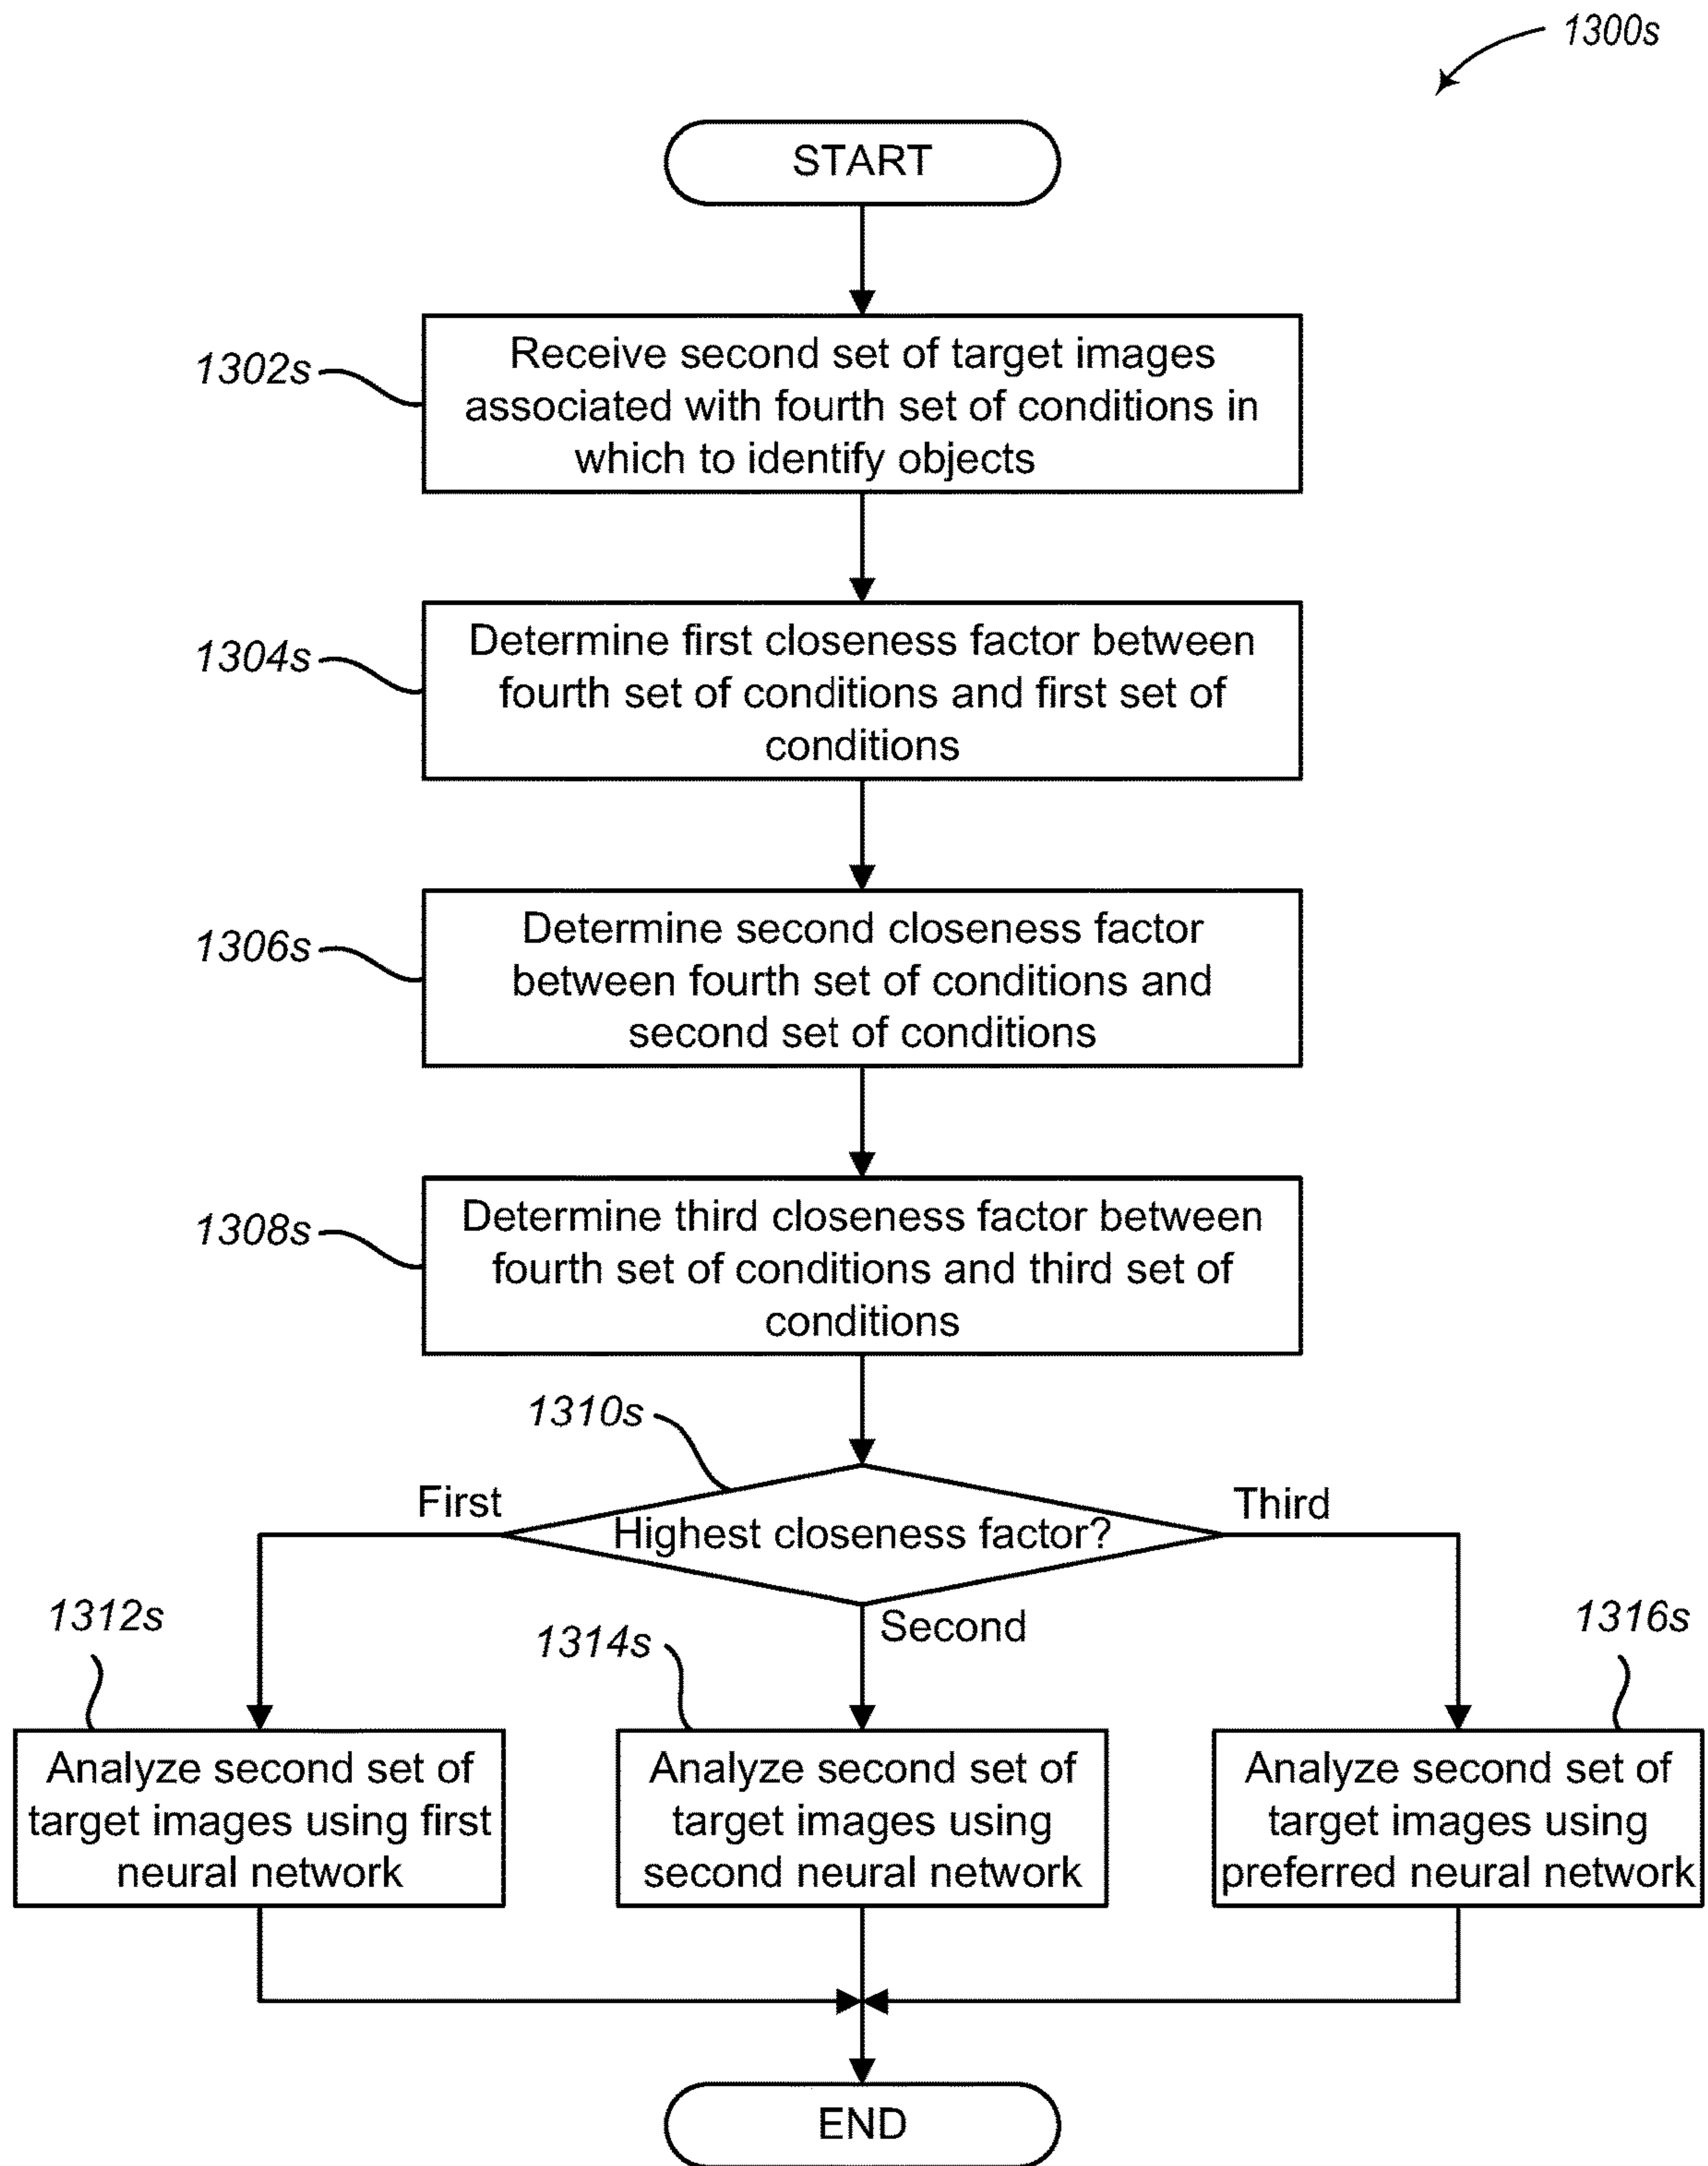 1300s
START
1302s
Receive second set of target images
associated with fourth set of conditions in
which to identify objects
1304s
Determine first closeness factor between
fourth set of conditions and first set of
conditions
1306s
Determine second closeness factor
between fourth set of conditions and
second set of conditions
1308s
Determine third closeness factor between
fourth set of conditions and third set of
conditions
1310s
Highest closeness factor?
First
Second
Third
1312s
Analyze second set of
target images using first
neural network
1314s
Analyze second set of
target images using
second neural network
1316s
Analyze second set of
target images using
preferred neural network
END